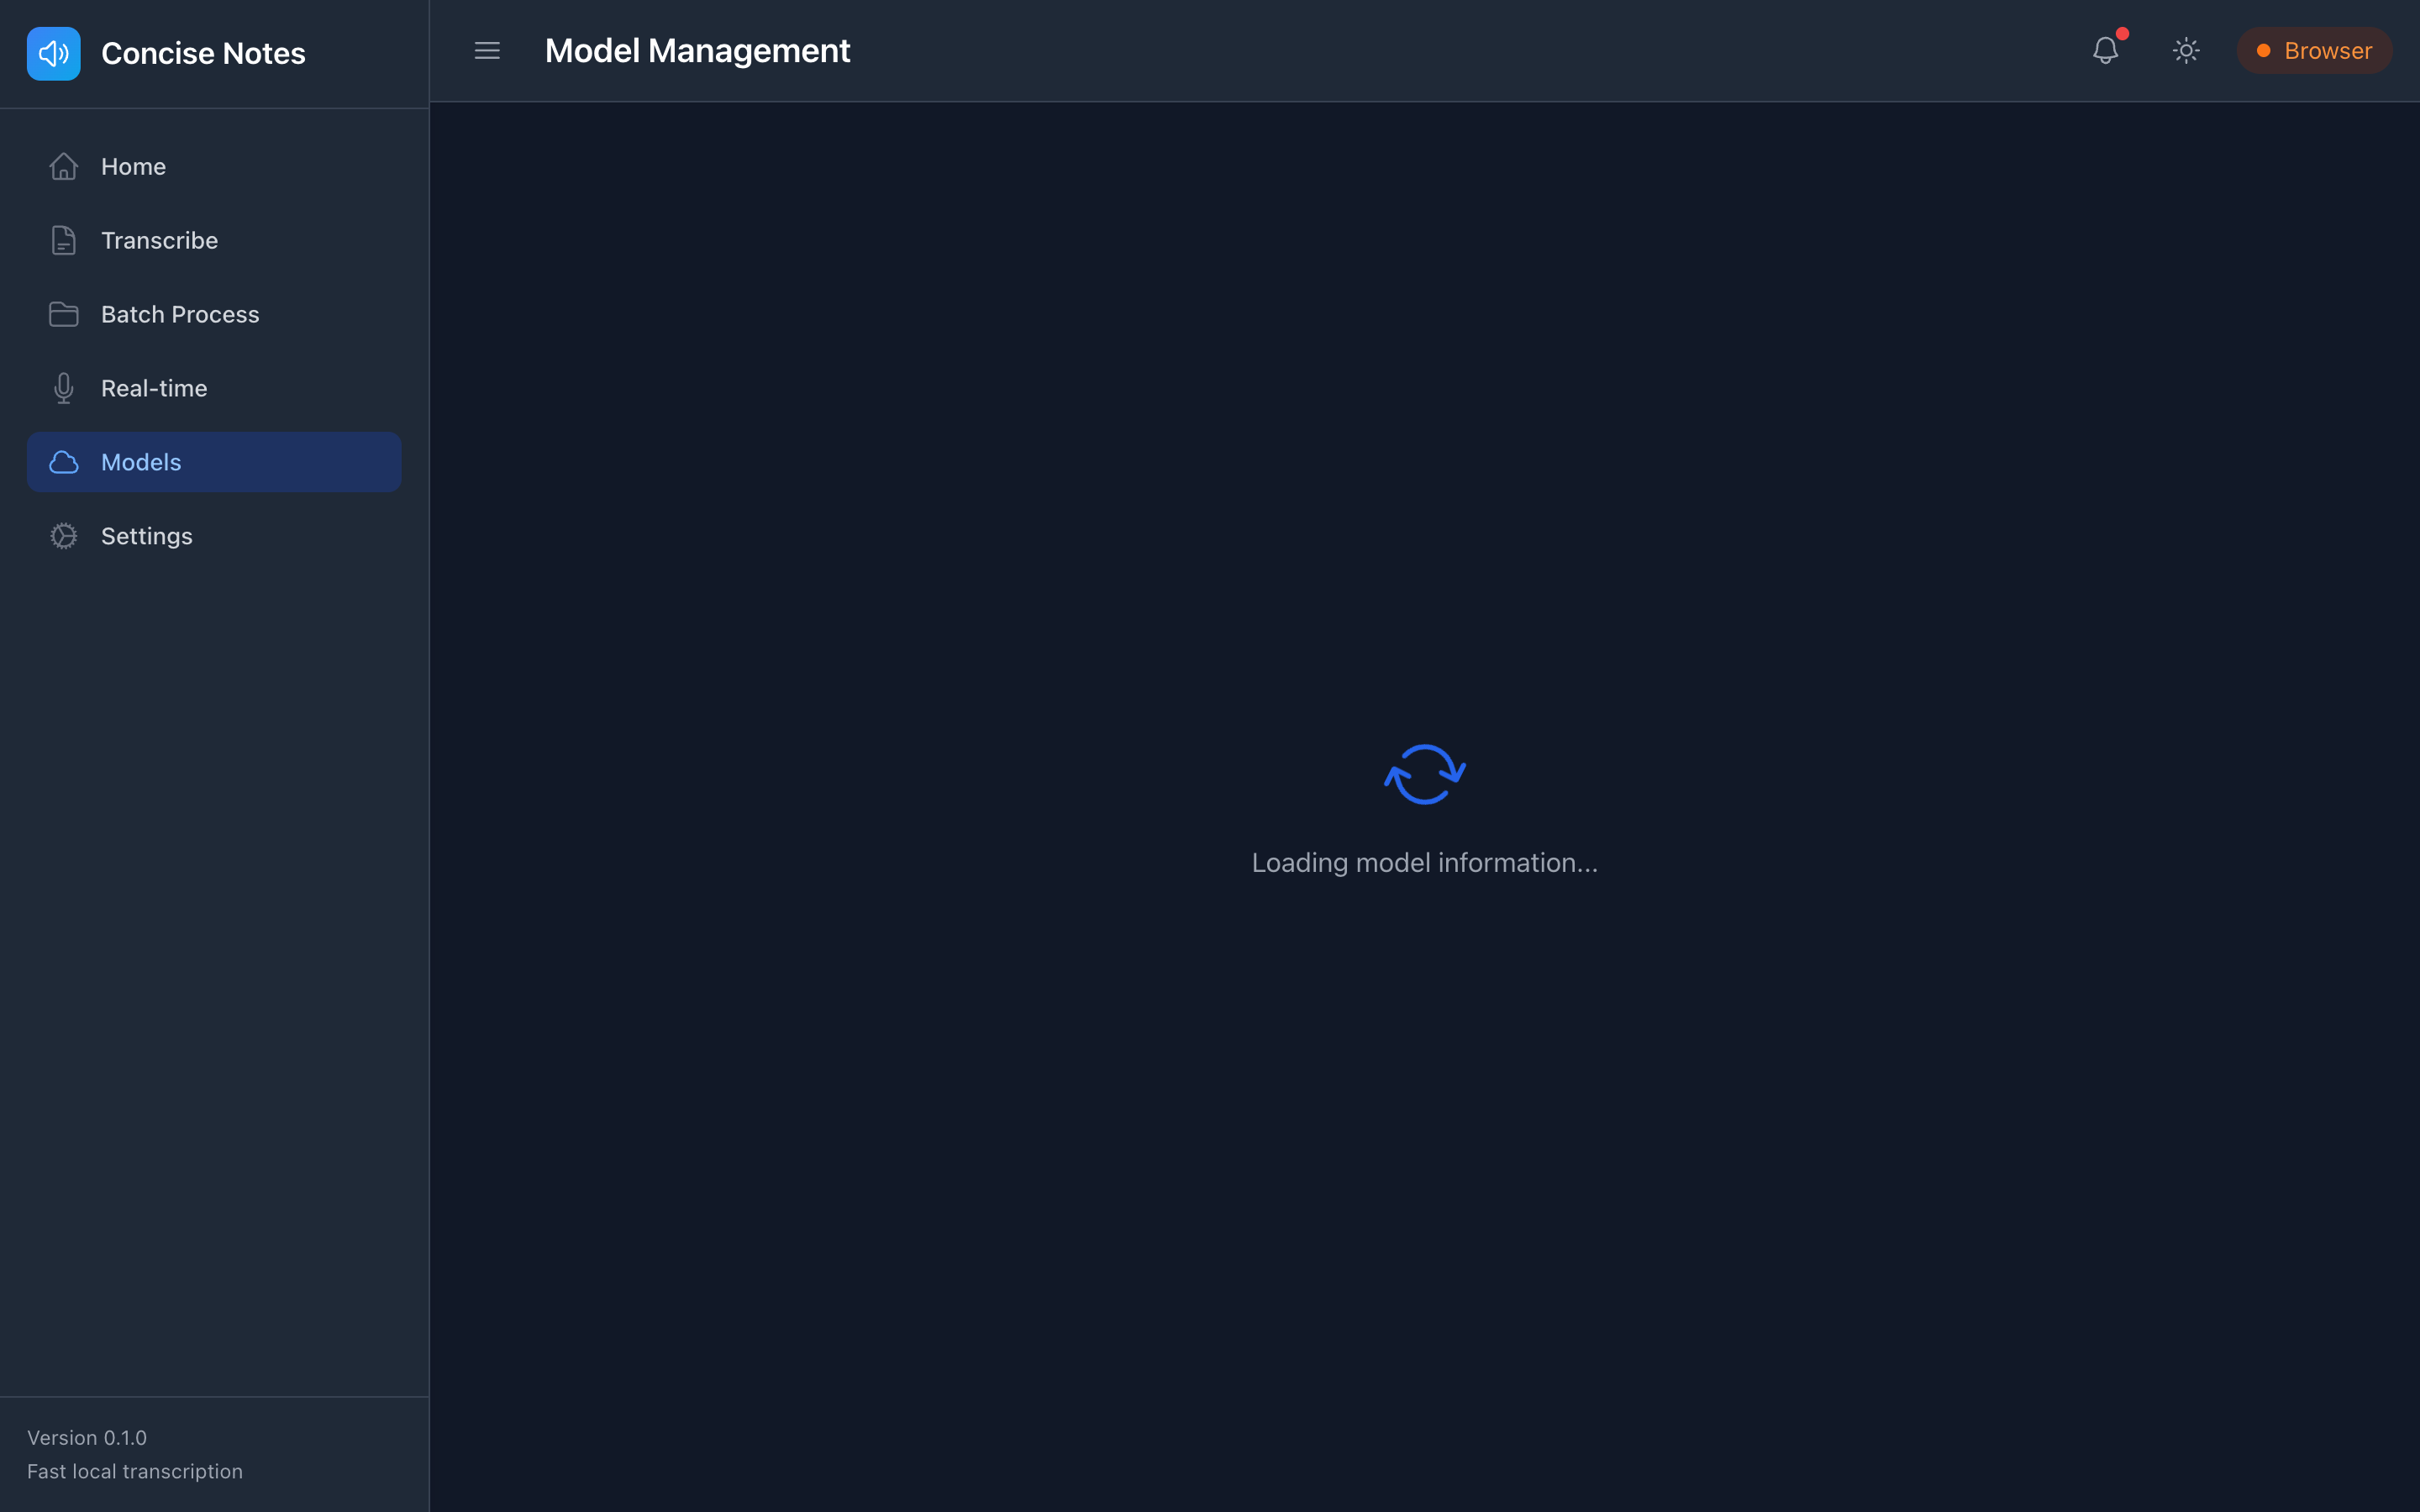 Concise Notes
Home
Transcribe
Batch Process
Real-time
Models
Settings
Version 0.1.0
Fast local transcription
Model Management
Browser
Loading model information...